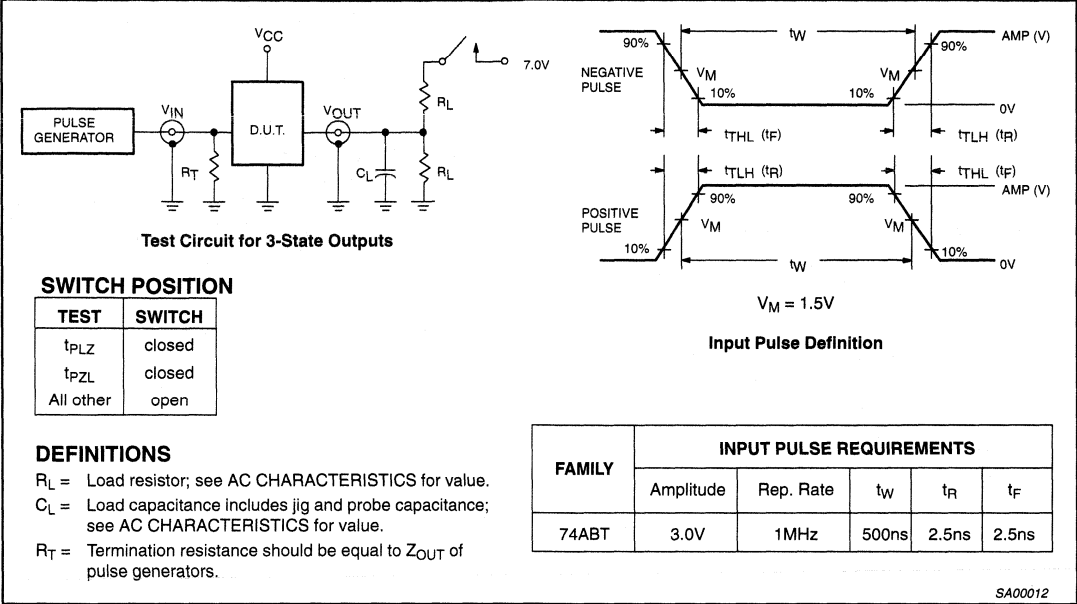 VCC
7.0V
RL
PULSE
GENERATOR
VIN
D.U.T.
VOUT
RT
CL
RL
Test Circuit for 3-State Outputs
NEGATIVE
PULSE
90%
tW
90%
AMP (V)
VM
VM
10%
10%
0V
tTHL (tF)
tTLH (tR)
tTLH (tR)
tTHL (tF)
AMP (V)
POSITIVE
PULSE
90%
90%
VM
VM
10%
10%
tW
0V
VM = 1.5V
Input Pulse Definition
SWITCH POSITION
TEST SWITCH
tPLZ closed
tPZL closed
All other open
DEFINITIONS
RL = Load resistor; see AC CHARACTERISTICS for value.
CL = Load capacitance includes jig and probe capacitance;
see AC CHARACTERISTICS for value.
RT = Termination resistance should be equal to ZOUT of
pulse generators.
FAMILY INPUT PULSE REQUIREMENTS
Amplitude Rep. Rate tW tR tF
74ABT 3.0V 1MHz 500ns 2.5ns 2.5ns
SA00012